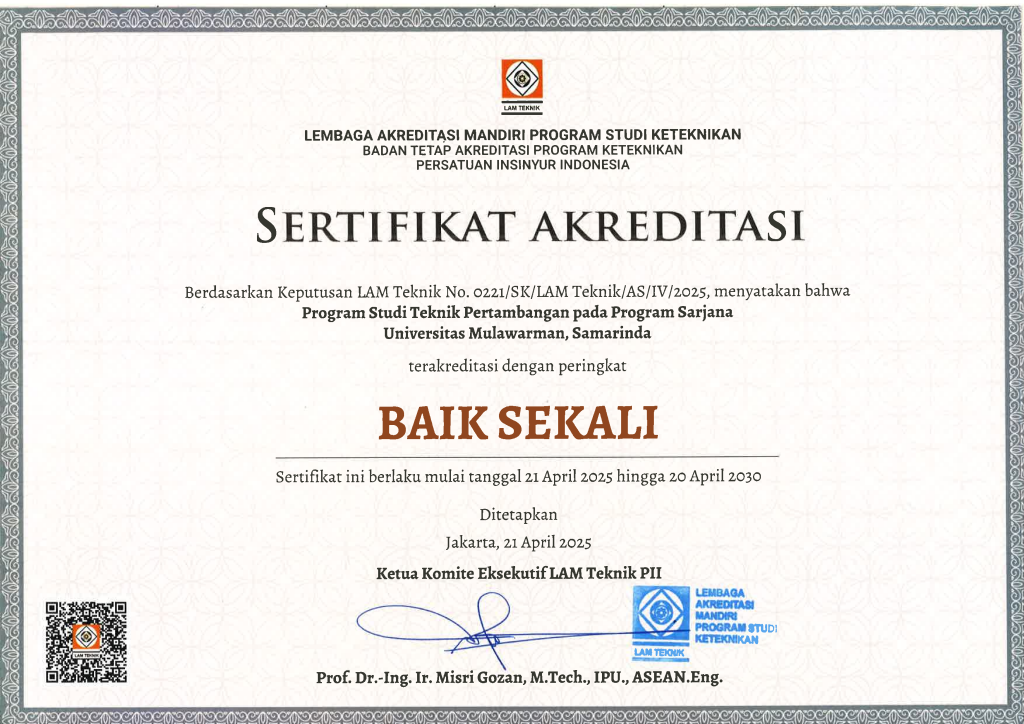 LAM TEKNIK
LEMBAGA AKREDITASI MANDIRI PROGRAM STUDI KETEKNIKAN
BADAN TETAP AKREDITASI PROGRAM KETEKNIKAN
PERSATUAN INSINYUR INDONESIA
SERTIFIKAT AKREDITASI
Berdasarkan Keputusan LAM Teknik No. 0221/SK/LAM Teknik/AS/IV/2025, menyatakan bahwa
Program Studi Teknik Pertambangan pada Program Sarjana
Universitas Mulawarman, Samarinda
terakreditasi dengan peringkat
BAIK SEKALI
Sertifikat ini berlaku mulai tanggal 21 April 2025 hingga 20 April 2030
Ditetapkan
Jakarta, 21 April 2025
Ketua Komite Eksekutif LAM Teknik PII
LEMBAGA
AKREDITASI
MANDIRI
PROGRAM STUDI
KETEKNIKAN
LAM TEKNIK
LAM TEKNIK
Prof. Dr.-Ing. Ir. Misri Gozan, M.Tech., IPU., ASEAN.Eng.